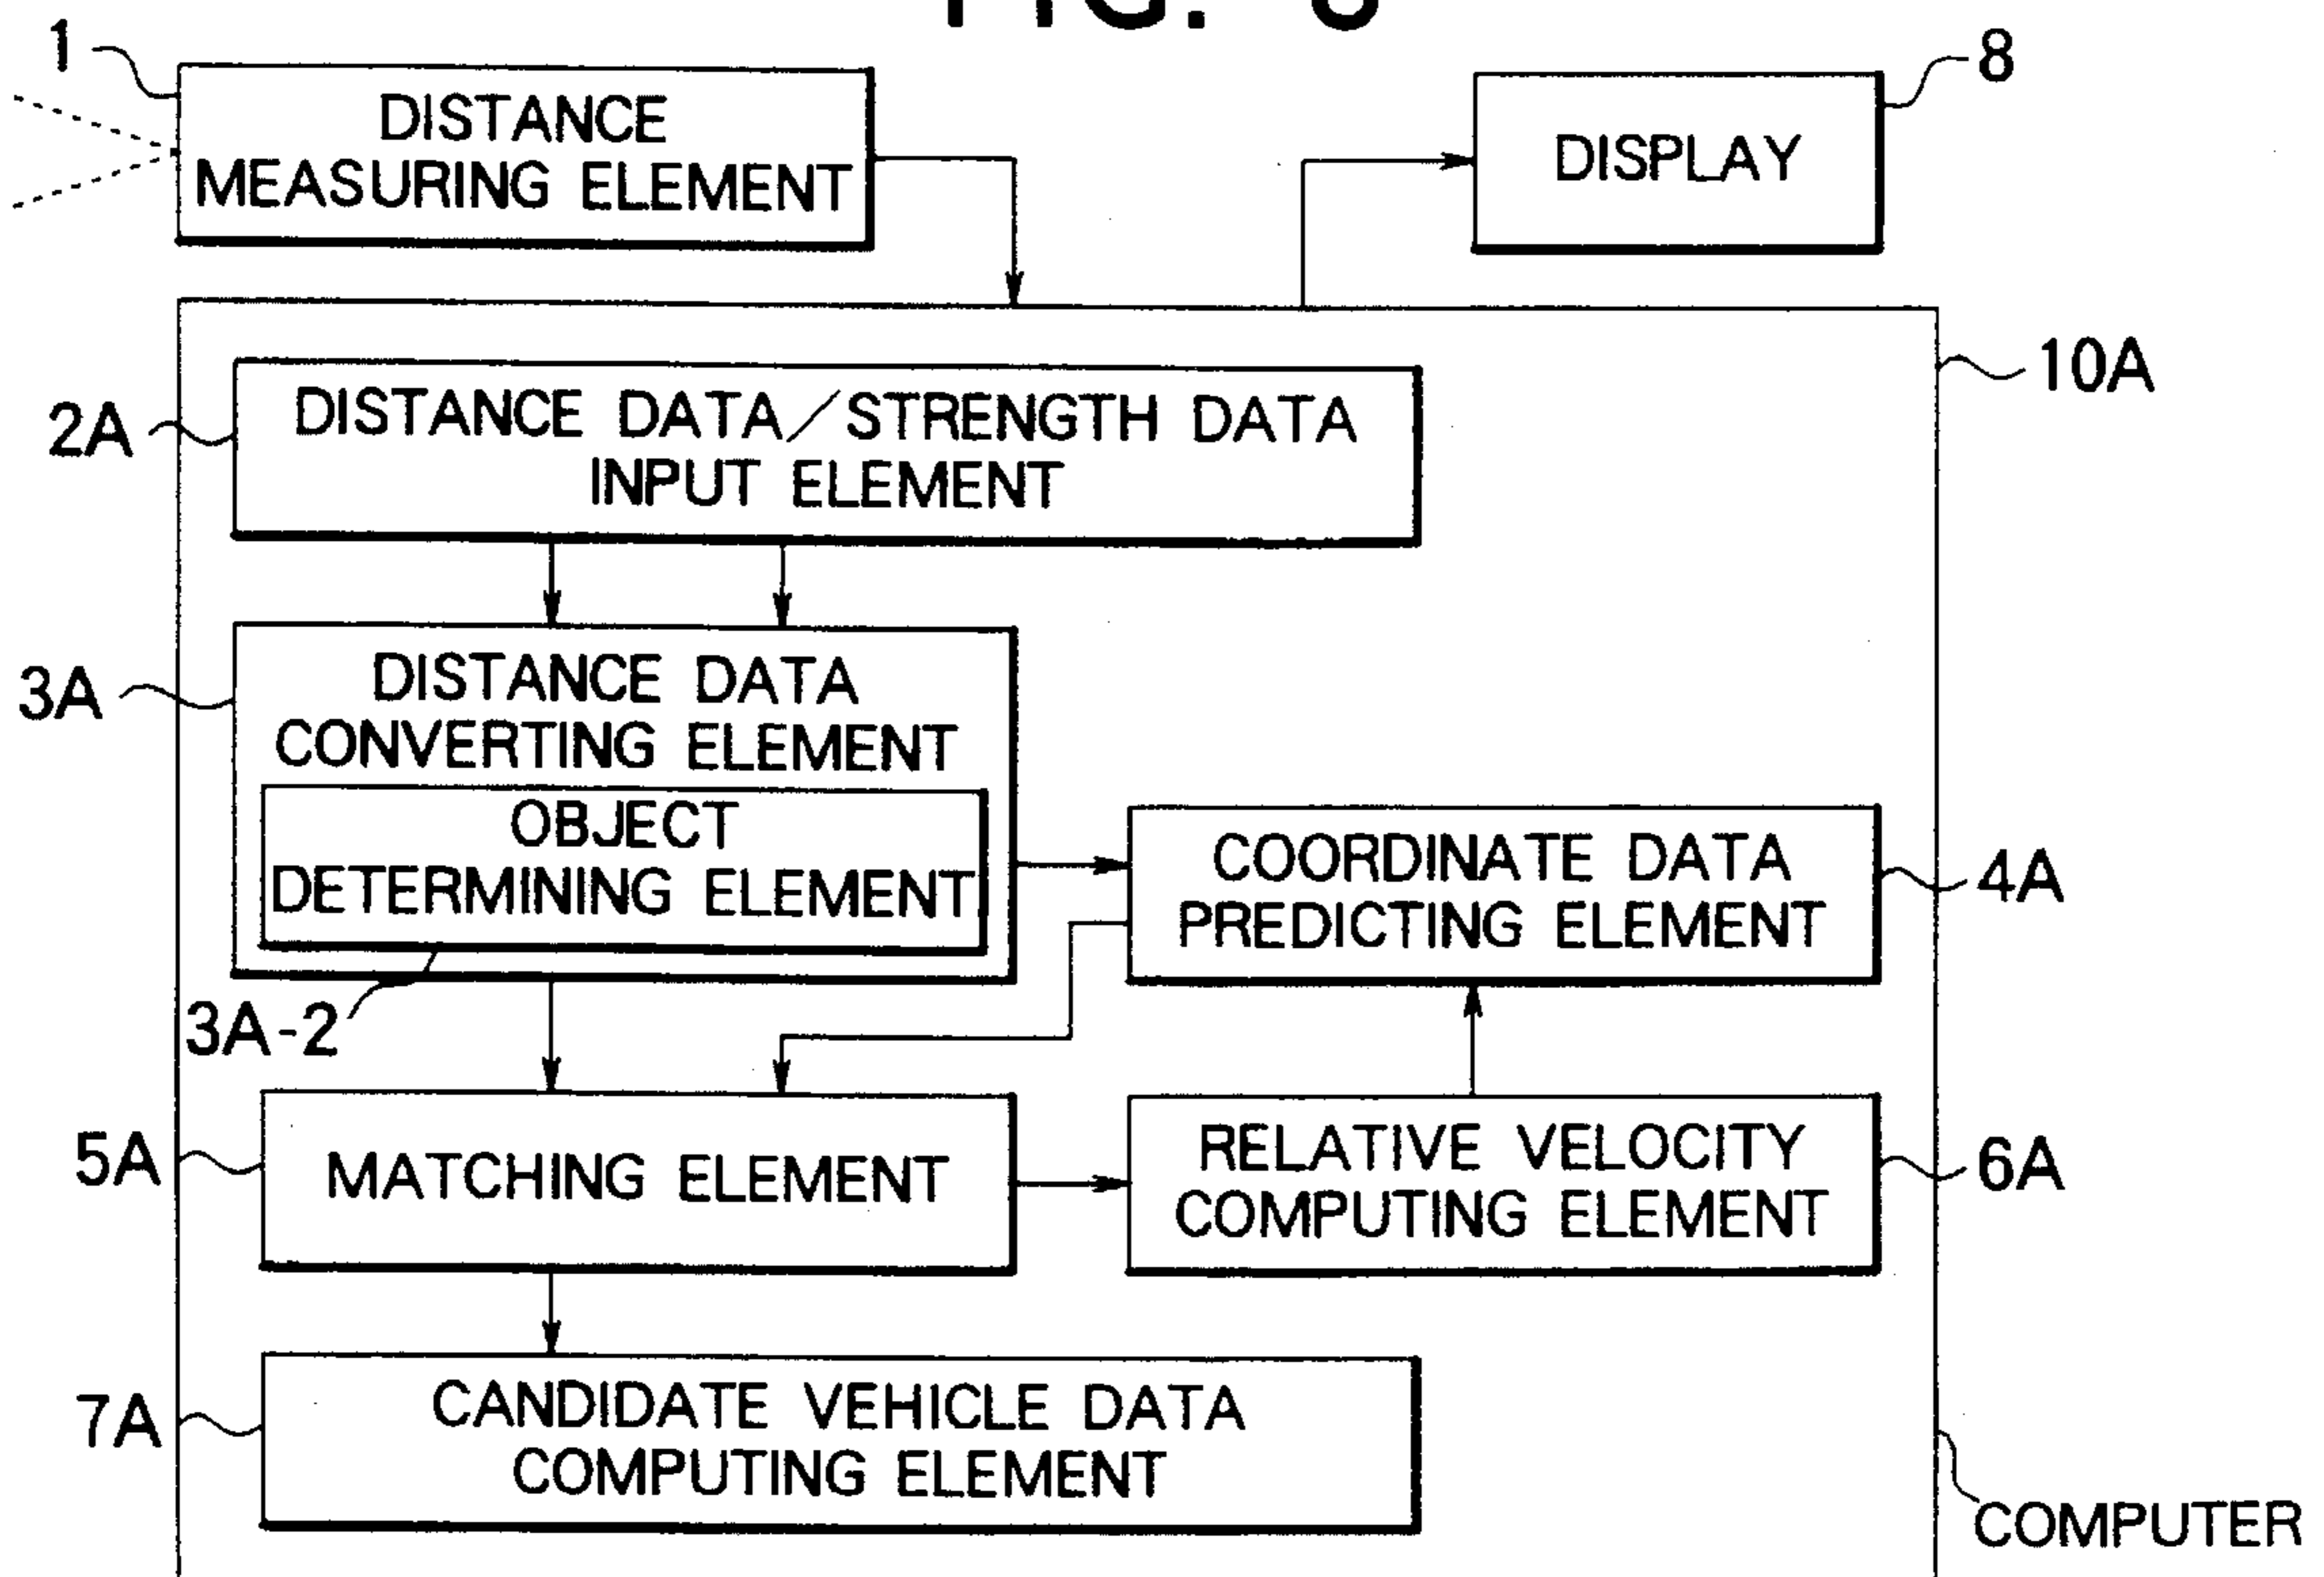 FIG.
1
DISTANCE
MEASURING ELEMENT
8
DISPLAY
10A
2A
DISTANCE DATA/STRENGTH DATA
INPUT ELEMENT
3A
DISTANCE DATA
CONVERTING ELEMENT
OBJECT
DETERMINING ELEMENT
3A-2
COORDINATE DATA
PREDICTING ELEMENT
4A
5A
MATCHING ELEMENT
RELATIVE VELOCITY
COMPUTING ELEMENT
6A
7A
CANDIDATE VEHICLE DATA
COMPUTING ELEMENT
COMPUTER